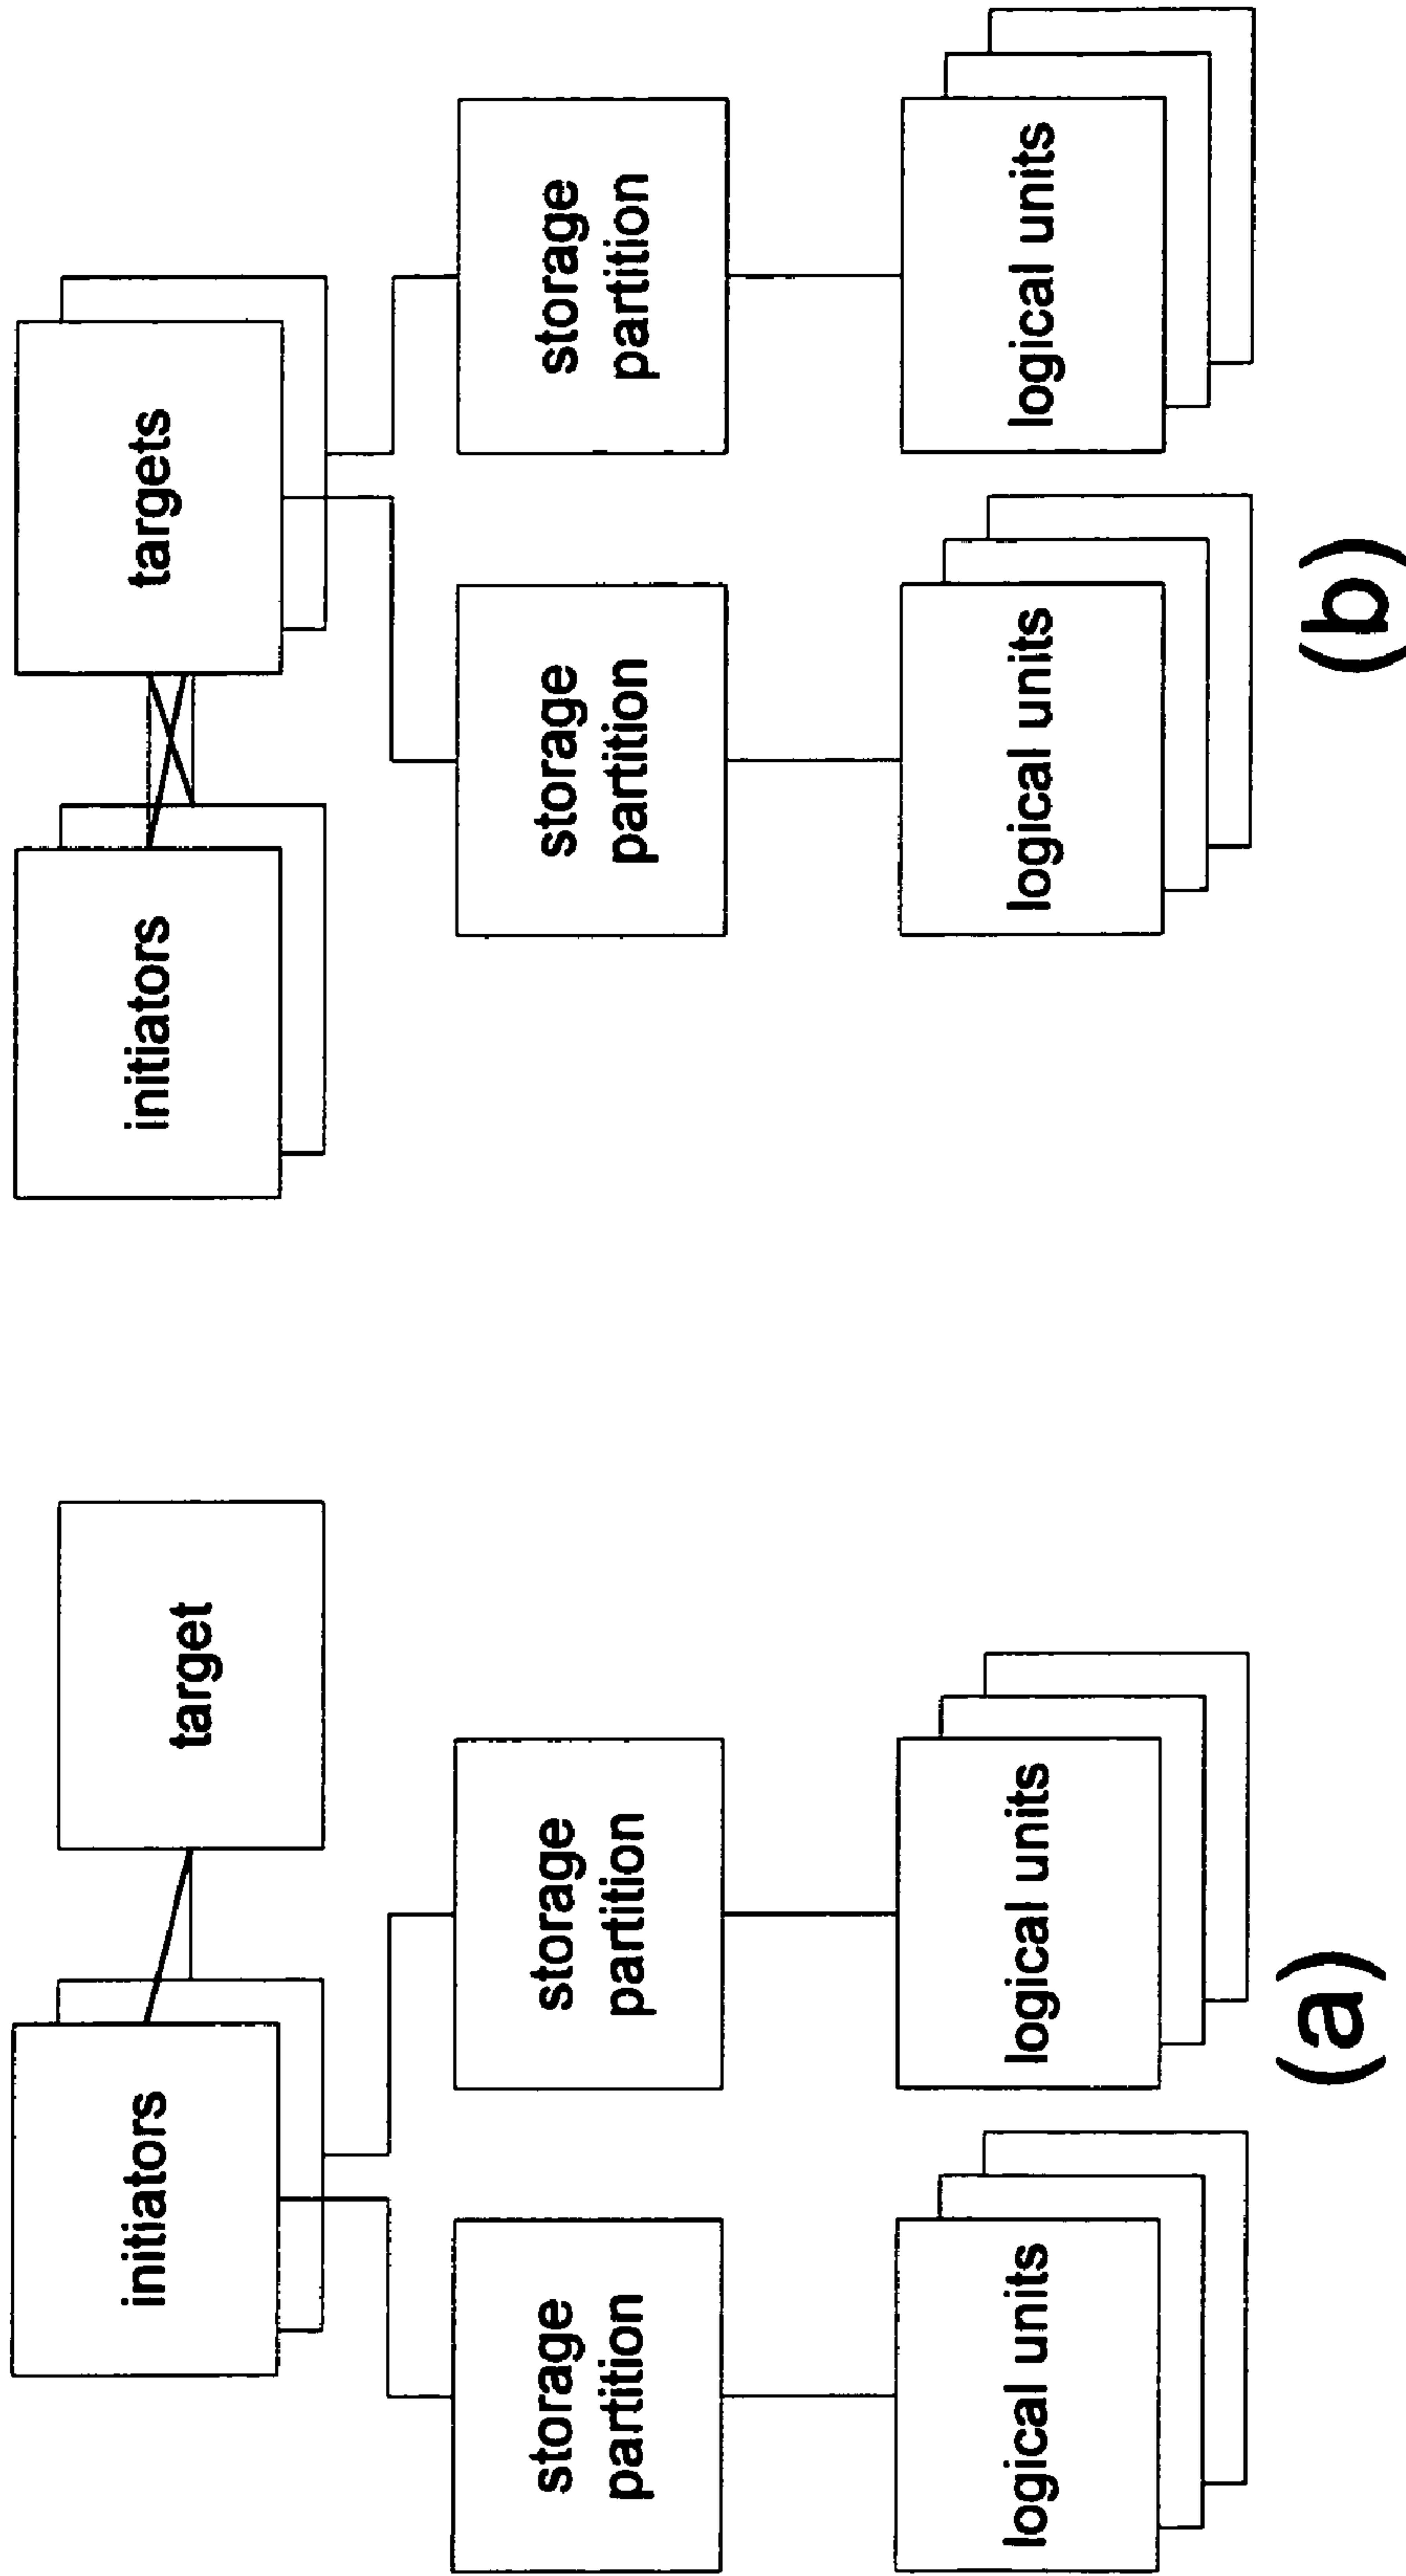 initiators
target
storage
partition
storage
partition
logical units
logical units
(a)
initiators
targets
storage
partition
storage
partition
logical units
logical units
(b)